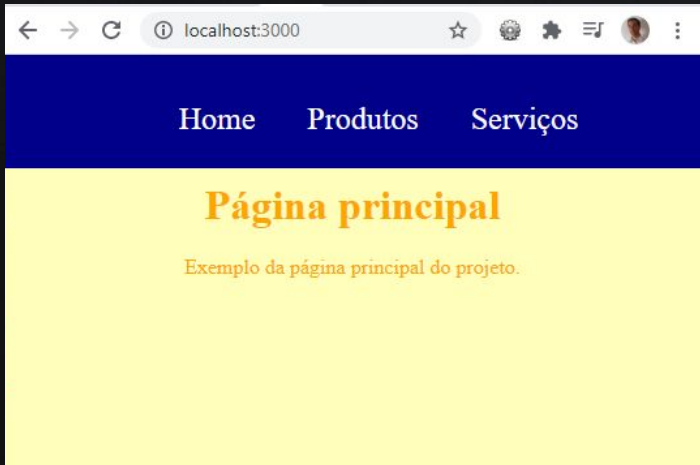 localhost:3000
Home Produtos Serviços
Página principal
Exemplo da página principal do projeto.